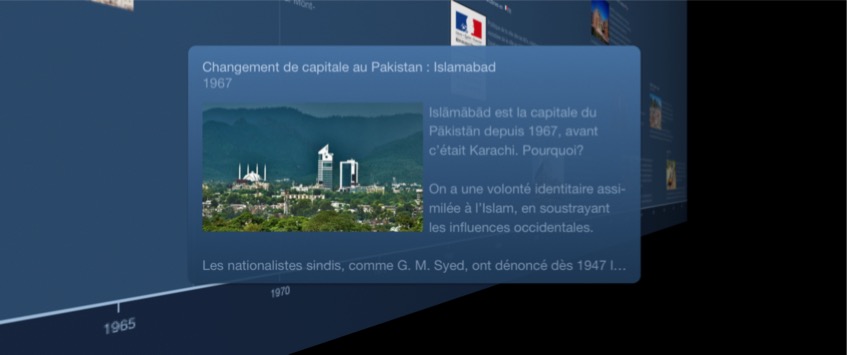 Mont-
Changement de capitale au Pakistan : Islamabad
1967
Islāmābād est la capitale du
Pākistān depuis 1967, avant
c'était Karachi. Pourquoi?
On a une volonté identitaire assi-
milée à l'Islam, en soustrayant
les influences occidentales.
Les nationalistes sindis, comme G. M. Syed, ont dénoncé dès 1947 l...
1965
1970